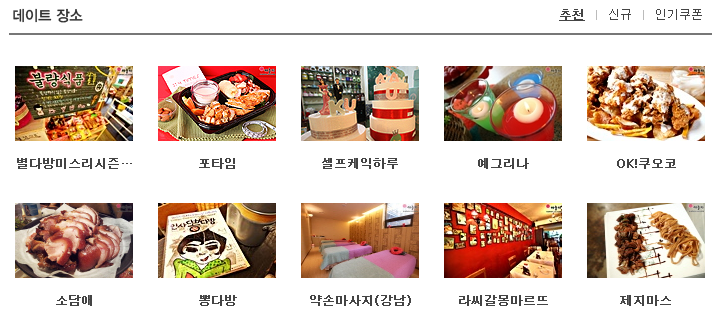 데이트 장소
추천 | 신규 | 인기쿠폰
불량식품
별다방미스리시즌…
포타임
셀프케익하루
예그리나
OK!쿠오코
소담애
뽕다방
약손마사지(강남)
라씨갈몽마르뜨
제지마스